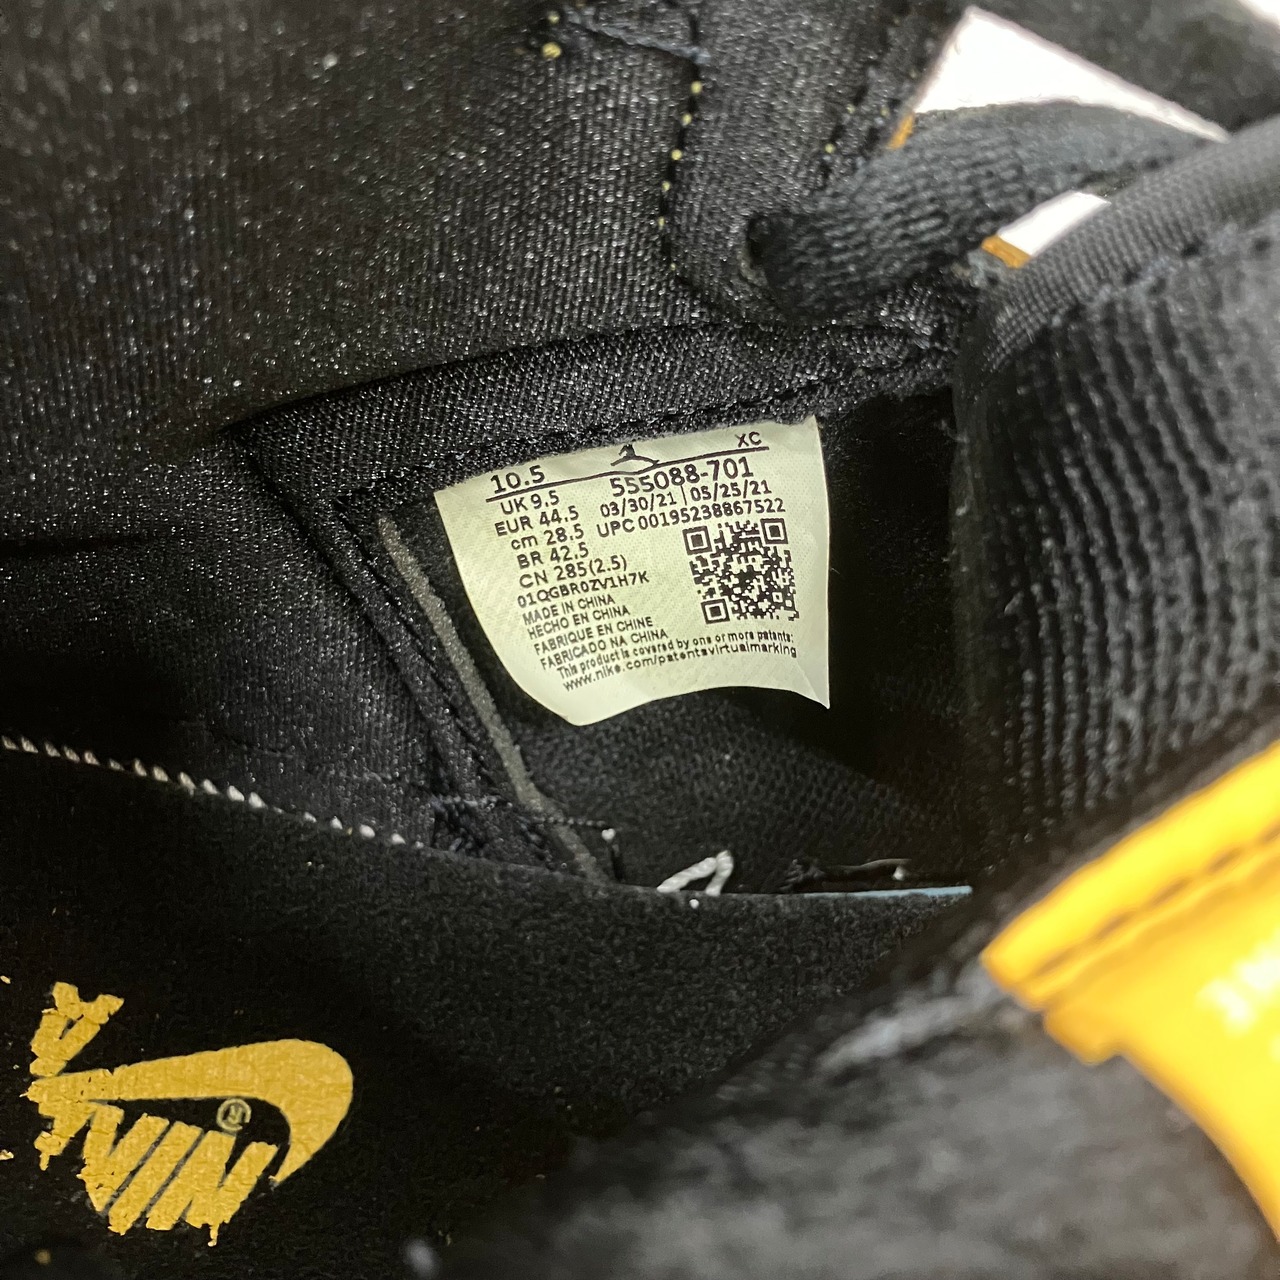 10.5 XC
UK 9.5 555088-701
EUR 44.5 03/30/21 | 05/25/21
cm 28.5 UPC 00195238867522
BR 42.5
CN 285(2.5)
01QGBR0ZV1H7K
MADE IN CHINA
HECHO EN CHINA
FABRIQUE EN CHINE
FABRICADO NA CHINA
This product is covered by one or more patents:
www.nike.com/patentsvirtualmarking
®